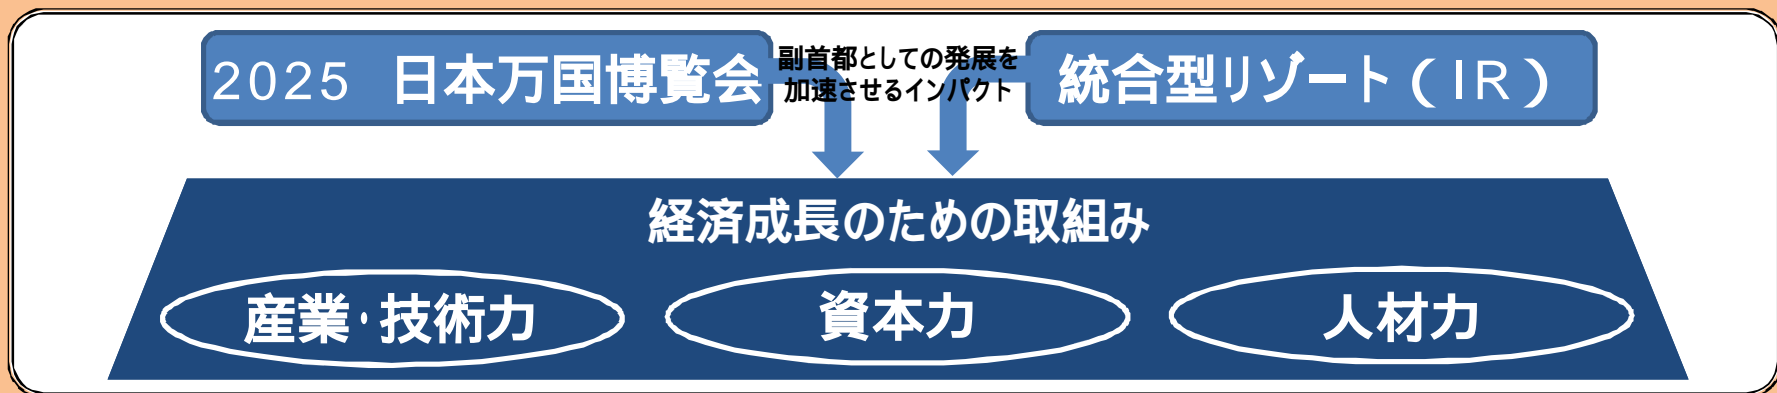 2025 日本万国博覧会
副首都としての発展を
加速させるインパクト
統合型リゾート（IR）
経済成長のための取組み
産業・技術力
資本力
人材力